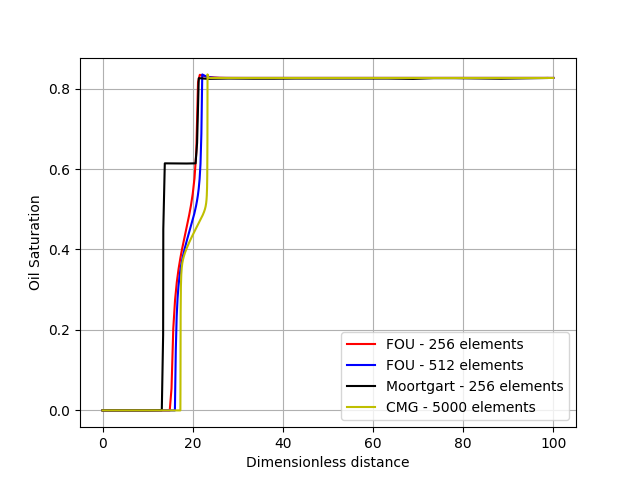 0.8
0.6
0.4
0.2
0.0
Oil Saturation
FOU - 256 elements
FOU - 512 elements
Moortgart - 256 elements
CMG - 5000 elements
0 20 40 60 80 100
Dimensionless distance